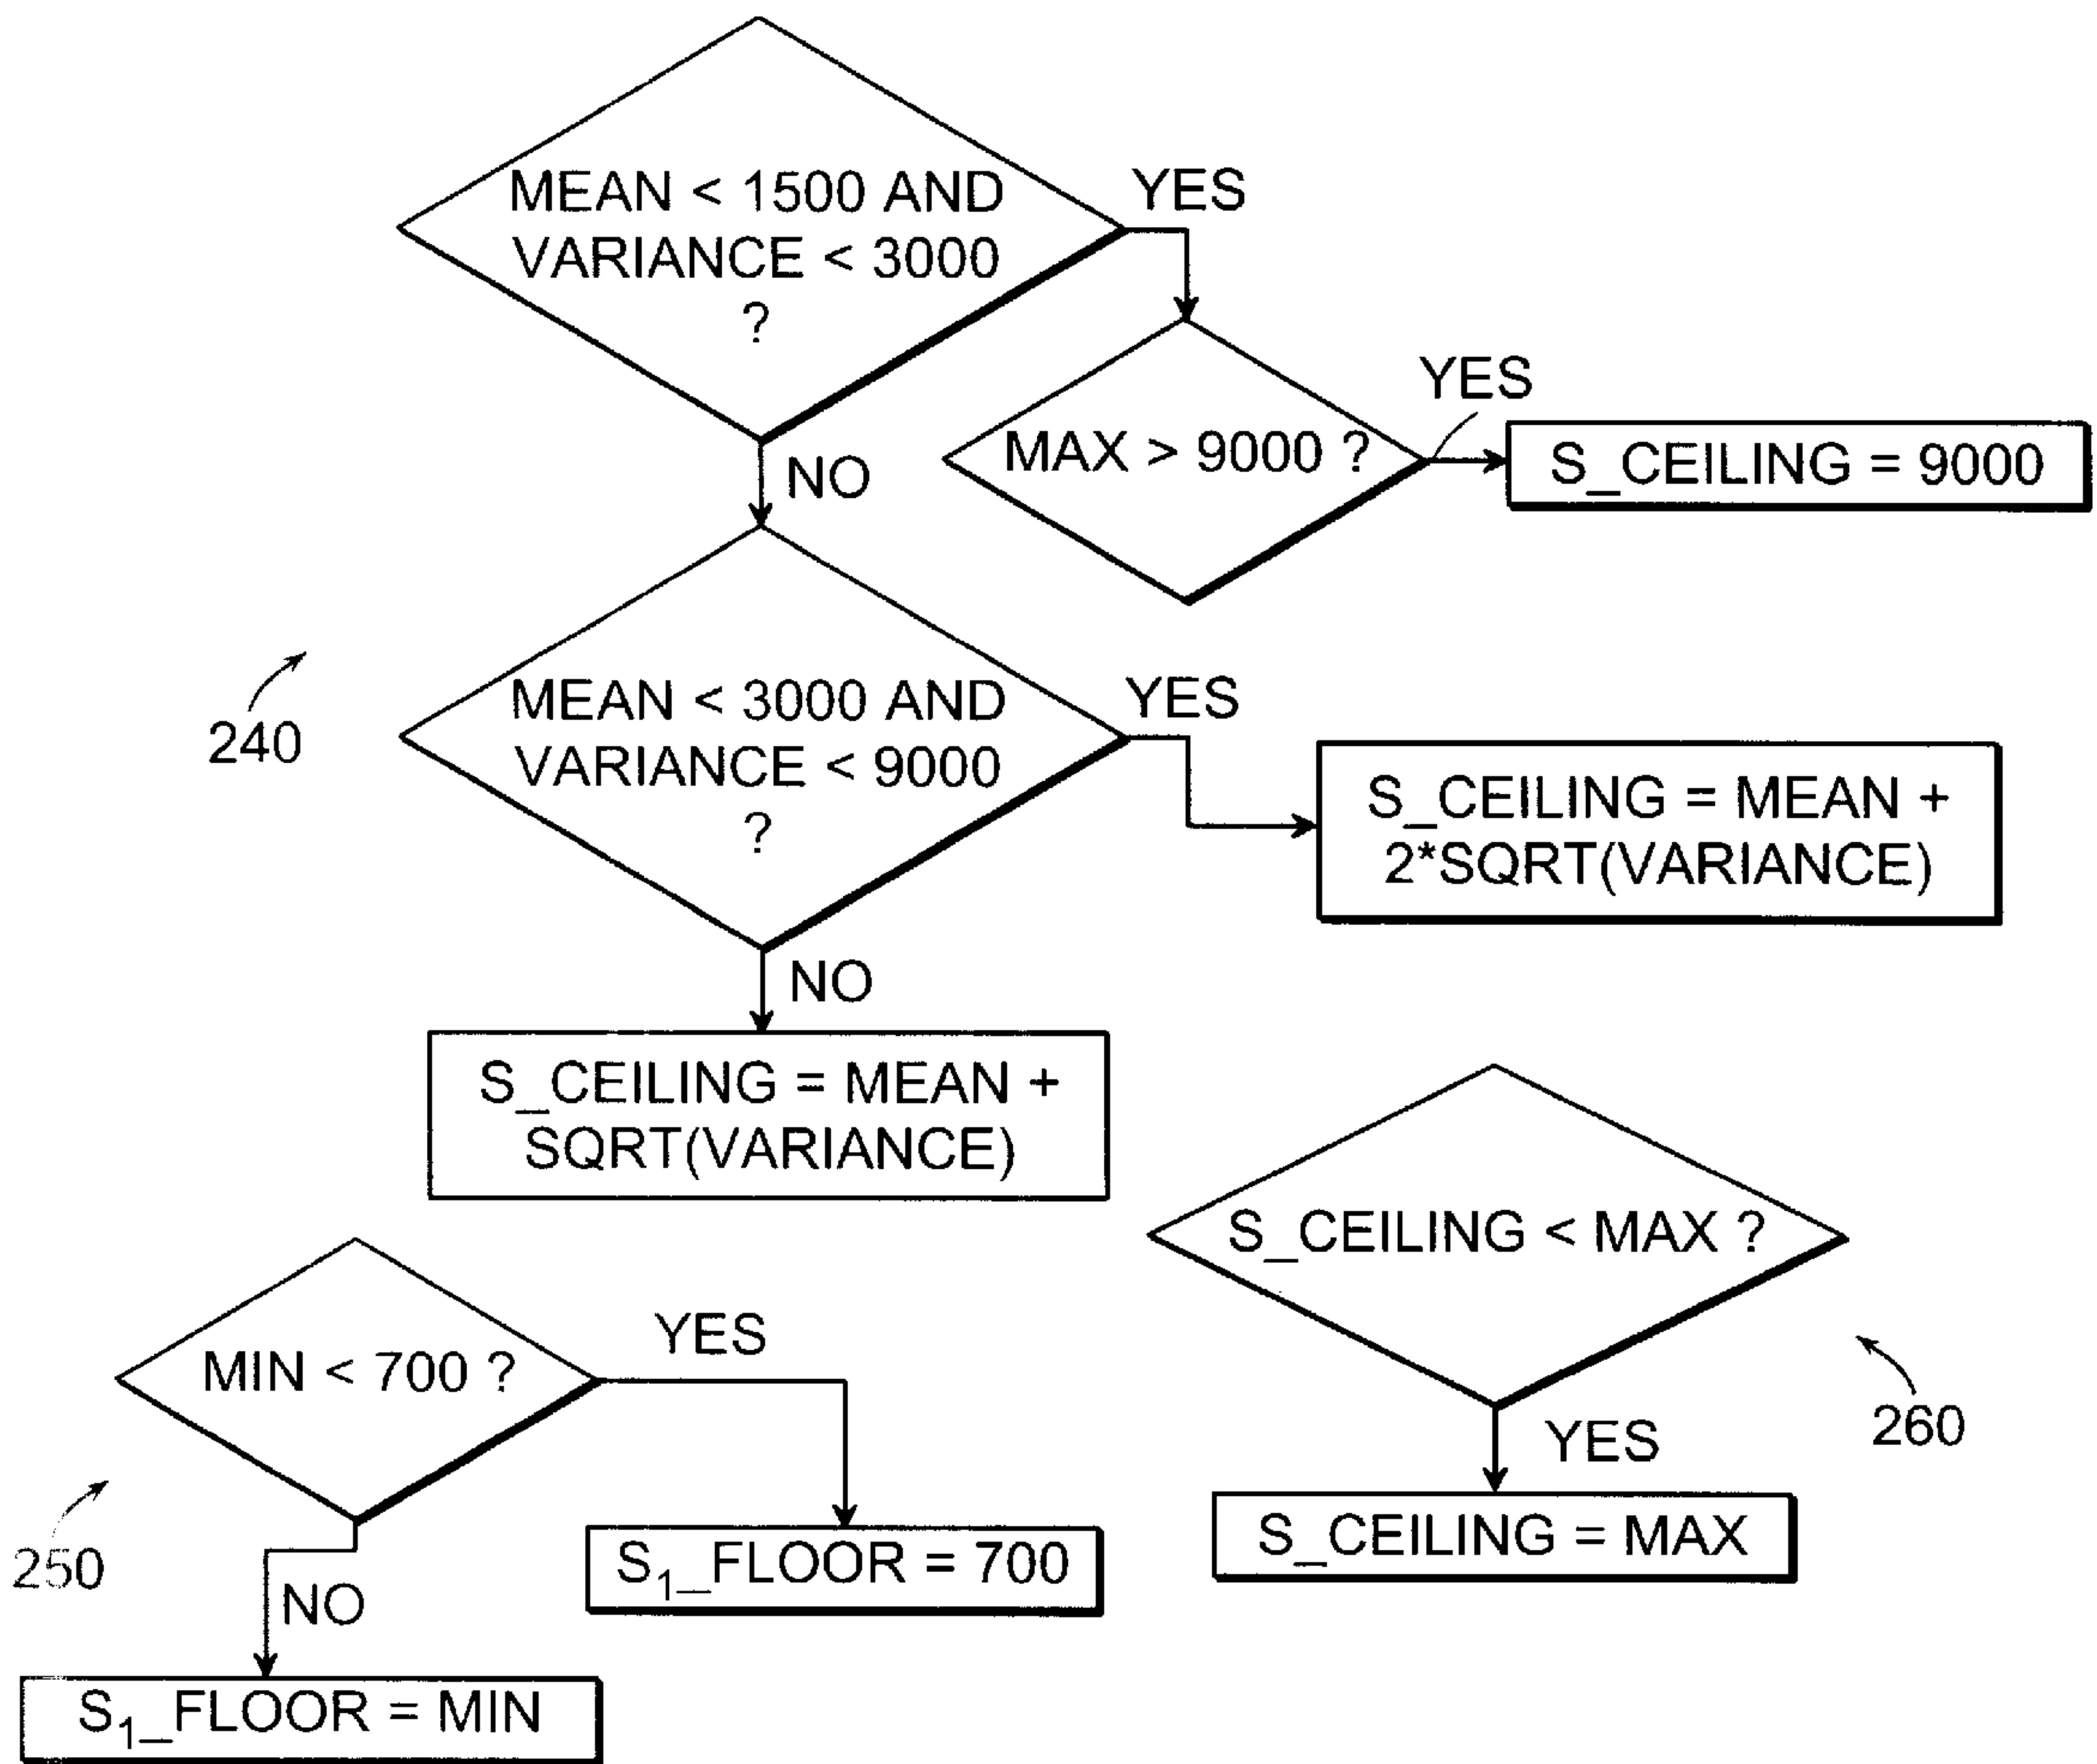 MEAN < 1500 AND
VARIANCE < 3000
?
YES
MAX > 9000 ?
YES
S_CEILING = 9000
NO
240
MEAN < 3000 AND
VARIANCE < 9000
?
YES
S_CEILING = MEAN +
2*SQRT(VARIANCE)
NO
S_CEILING = MEAN +
SQRT(VARIANCE)
S_CEILING < MAX ?
260
YES
S_CEILING = MAX
MIN < 700 ?
YES
250
S₁_FLOOR = 700
NO
S₁_FLOOR = MIN